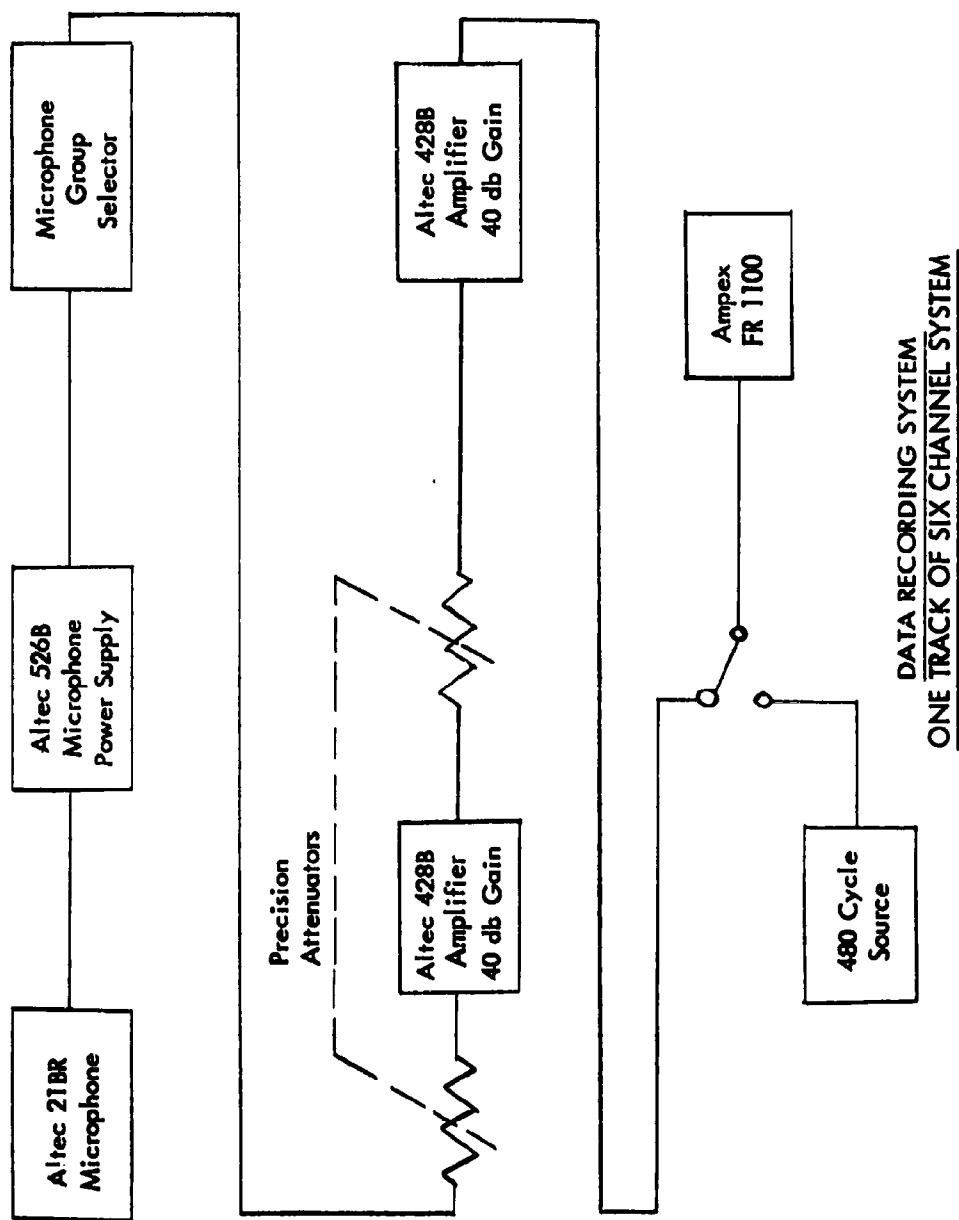 Altec 21BR
Microphone
Altec 526B
Microphone
Power Supply
Microphone
Group
Selector
Precision
Attenuators
Altec 428B
Amplifier
40 db Gain
Altec 428B
Amplifier
40 db Gain
480 Cycle
Source
Ampex
FR 1100
DATA RECORDING SYSTEM
ONE TRACK OF SIX CHANNEL SYSTEM